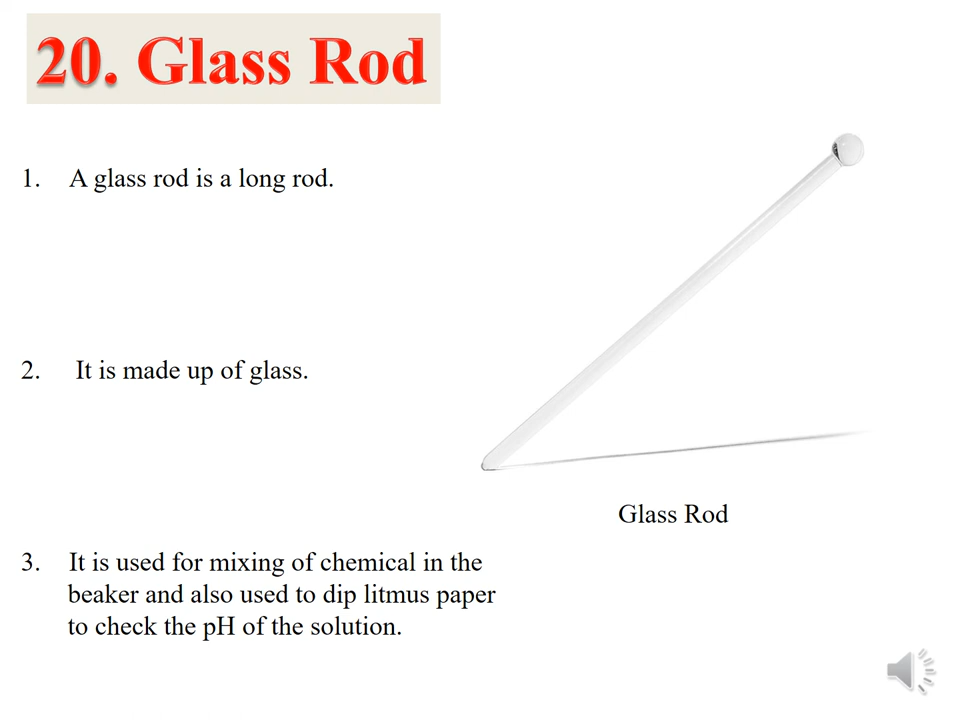 20. Glass Rod
1. A glass rod is a long rod.
2. It is made up of glass.
Glass Rod
3. It is used for mixing of chemical in the
beaker and also used to dip litmus paper
to check the pH of the solution.